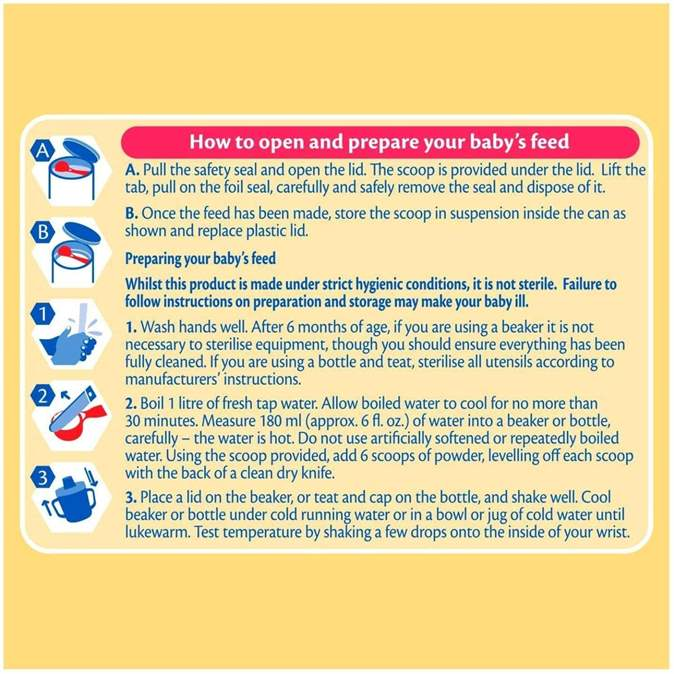 How to open and prepare your baby's feed
A
A. Pull the safety seal and open the lid. The scoop is provided under the lid. Lift the
tab, pull on the foil seal, carefully and safely remove the seal and dispose of it.
B
B. Once the feed has been made, store the scoop in suspension inside the can as
shown and replace plastic lid.
Preparing your baby's feed
Whilst this product is made under strict hygienic conditions, it is not sterile. Failure to
follow instructions on preparation and storage may make your baby ill.
1
1. Wash hands well. After 6 months of age, if you are using a beaker it is not
necessary to sterilise equipment, though you should ensure everything has been
fully cleaned. If you are using a bottle and teat, sterilise all utensils according to
manufacturers' instructions.
2
2. Boil 1 litre of fresh tap water. Allow boiled water to cool for no more than
30 minutes. Measure 180 ml (approx. 6 fl. oz.) of water into a beaker or bottle,
carefully – the water is hot. Do not use artificially softened or repeatedly boiled
water. Using the scoop provided, add 6 scoops of powder, levelling off each scoop
with the back of a clean dry knife.
3
3. Place a lid on the beaker, or teat and cap on the bottle, and shake well. Cool
beaker or bottle under cold running water or in a bowl or jug of cold water until
lukewarm. Test temperature by shaking a few drops onto the inside of your wrist.